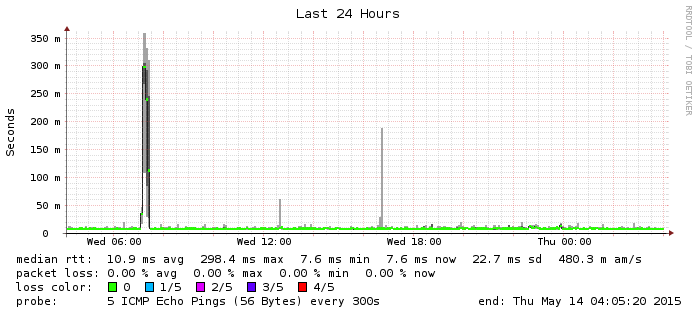 Last 24 Hours
RRDTOOL / TOBI OETIKER
Seconds
350 m
300 m
250 m
200 m
150 m
100 m
50 m
0
Wed 06:00 Wed 12:00 Wed 18:00 Thu 00:00
median rtt: 10.9 ms avg 298.4 ms max 7.6 ms min 7.6 ms now 22.7 ms sd 480.3 m am/s
packet loss: 0.00 % avg 0.00 % max 0.00 % min 0.00 % now
loss color: 0 1/5 2/5 3/5 4/5
probe: 5 ICMP Echo Pings (56 Bytes) every 300s end: Thu May 14 04:05:20 2015